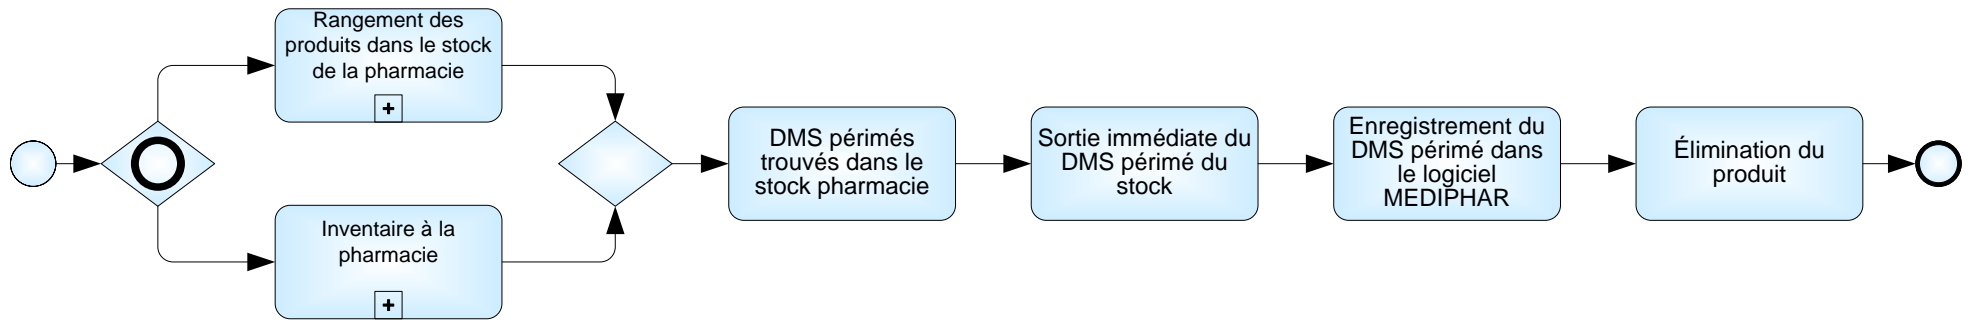 Rangement des
produits dans le stock
de la pharmacie
Inventaire à la
pharmacie
DMS périmés
trouvés dans le
stock pharmacie
Sortie immédiate du
DMS périmé du
stock
Enregistrement du
DMS périmé dans
le logiciel
MEDIPHAR
Élimination du
produit